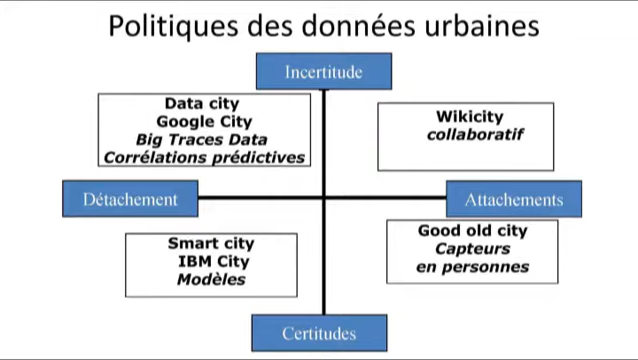 Politiques des données urbaines
Incertitude
Data city
Google City
Big Traces Data
Corrélations prédictives
Wikicity
collaboratif
Détachement
Attachements
Smart city
IBM City
Modèles
Good old city
Capteurs
en personnes
Certitudes